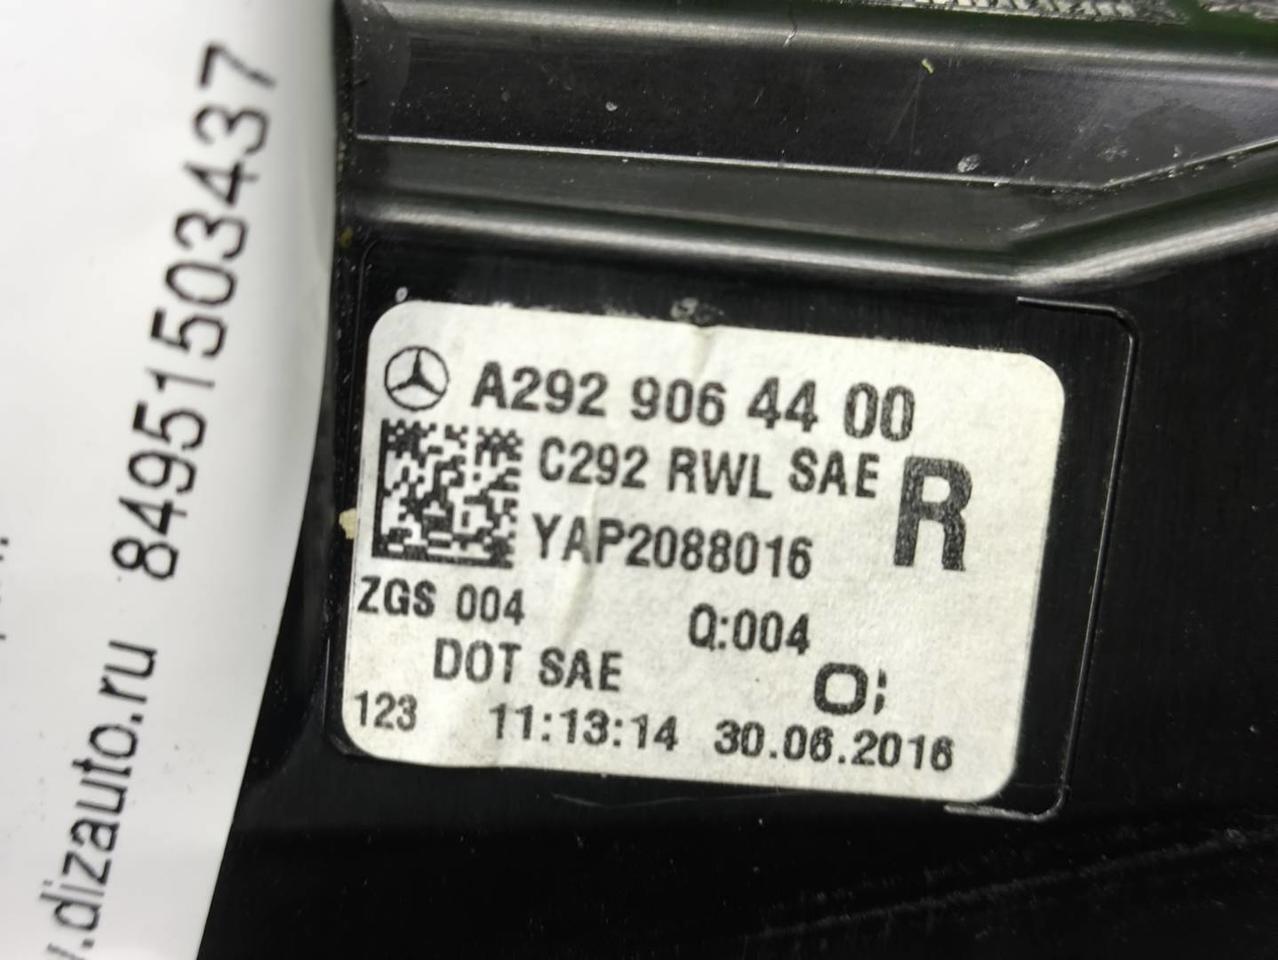 A292 906 44 00
C292 RWL SAE R
YAP2088016
ZGS 004 Q:004
DOT SAE
123 11:13:14 30.06.2016
.dizauto.ru 84951503437